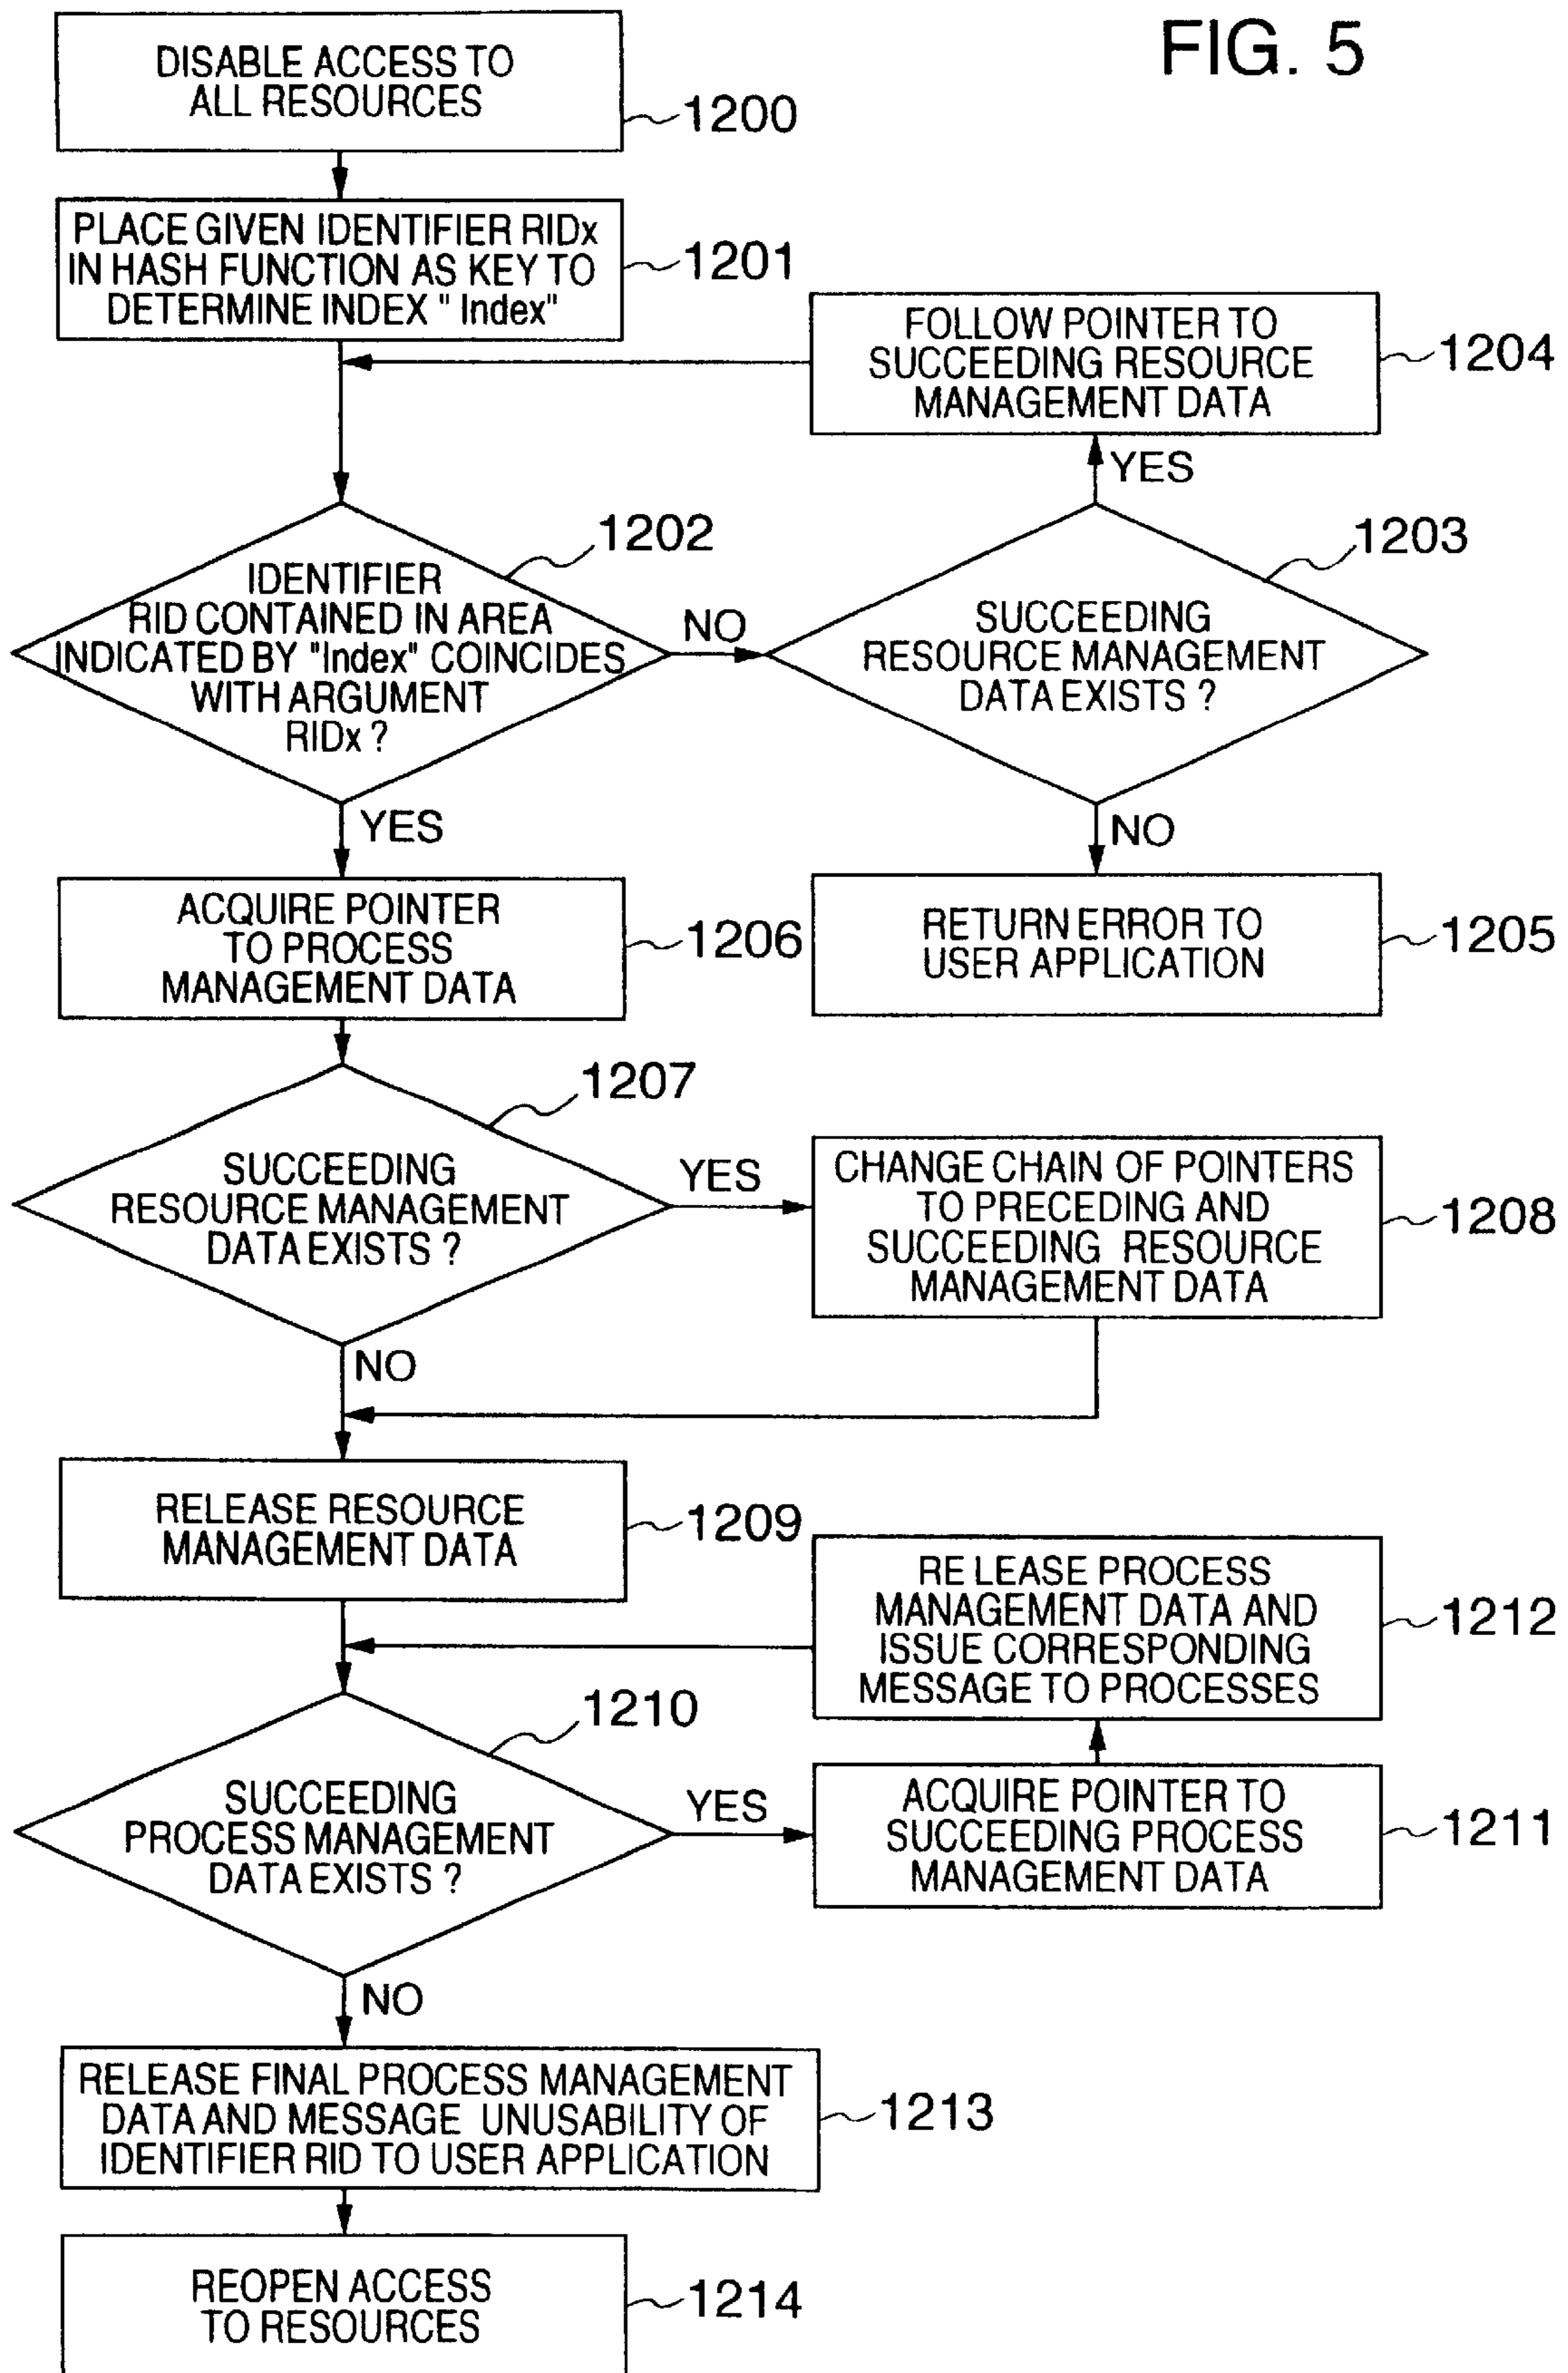 FIG. 5
DISABLE ACCESS TO
ALL RESOURCES
1200
PLACE GIVEN IDENTIFIER RIDx
IN HASH FUNCTION AS KEY TO
DETERMINE INDEX " Index"
1201
FOLLOW POINTER TO
SUCCEEDING RESOURCE
MANAGEMENT DATA
1204
YES
1202
IDENTIFIER
RID CONTAINED IN AREA
INDICATED BY "Index" COINCIDES
WITH ARGUMENT
RIDx ?
NO
1203
SUCCEEDING
RESOURCE MANAGEMENT
DATA EXISTS ?
YES
NO
ACQUIRE POINTER
TO PROCESS
MANAGEMENT DATA
1206
RETURN ERROR TO
USER APPLICATION
1205
1207
SUCCEEDING
RESOURCE MANAGEMENT
DATA EXISTS ?
YES
CHANGE CHAIN OF POINTERS
TO PRECEDING AND
SUCCEEDING RESOURCE
MANAGEMENT DATA
1208
NO
RELEASE RESOURCE
MANAGEMENT DATA
1209
RE LEASE PROCESS
MANAGEMENT DATA AND
ISSUE CORRESPONDING
MESSAGE TO PROCESSES
1212
1210
SUCCEEDING
PROCESS MANAGEMENT
DATA EXISTS ?
YES
ACQUIRE POINTER TO
SUCCEEDING PROCESS
MANAGEMENT DATA
1211
NO
RELEASE FINAL PROCESS MANAGEMENT
DATA AND MESSAGE UNUSABILITY OF
IDENTIFIER RID TO USER APPLICATION
1213
REOPEN ACCESS
TO RESOURCES
1214